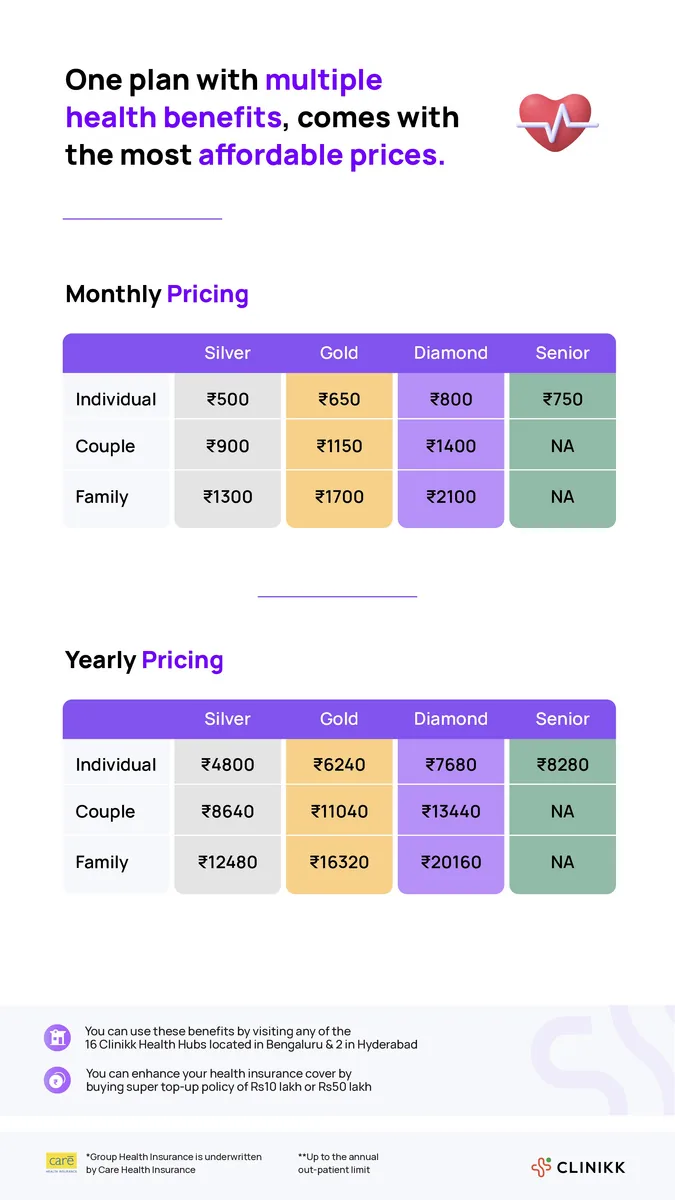 One plan with multiple
health benefits, comes with
the most affordable prices.
Monthly Pricing
Silver Gold Diamond Senior
Individual ₹500 ₹650 ₹800 ₹750
Couple ₹900 ₹1150 ₹1400 NA
Family ₹1300 ₹1700 ₹2100 NA
Yearly Pricing
Silver Gold Diamond Senior
Individual ₹4800 ₹6240 ₹7680 ₹8280
Couple ₹8640 ₹11040 ₹13440 NA
Family ₹12480 ₹16320 ₹20160 NA
You can use these benefits by visiting any of the
16 Clinikk Health Hubs located in Bengaluru & 2 in Hyderabad
You can enhance your health insurance cover by
buying super top-up policy of Rs10 lakh or Rs50 lakh
care
HEALTH INSURANCE
*Group Health Insurance is underwritten
by Care Health Insurance
**Up to the annual
out-patient limit
CLINIKK